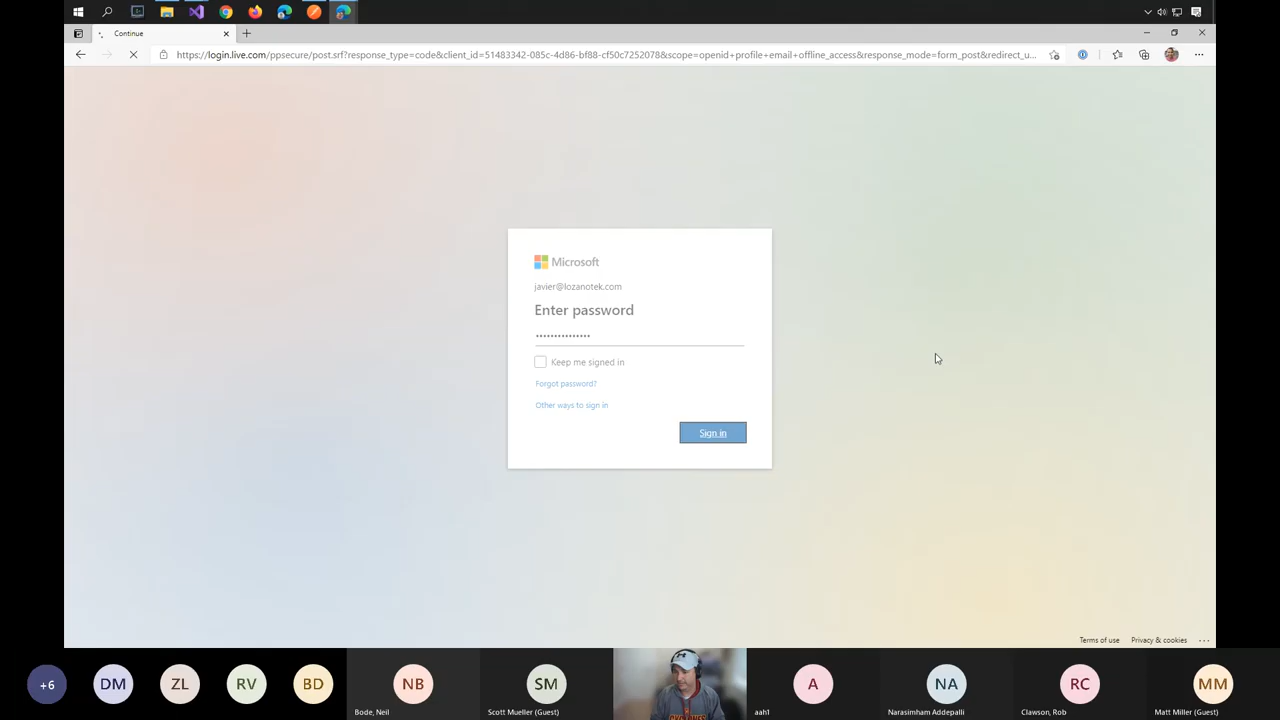 Continue
https://login.live.com/ppsecure/post.srf?response_type=code&client_id=51483342-085c-4d86-bf88-cf50c7252078&scope=openid+profile+email+offline_access&response_mode=form_post&redirect_u...
Microsoft
javier@lozanotek.com
Enter password
•••••••••••••••
Keep me signed in
Forgot password?
Other ways to sign in
Sign in
Terms of use Privacy & cookies ...
+6 DM ZL RV BD NB SM A NA RC MM
Bode, Neil Scott Mueller (Guest) aah1 Narasimham Addepalli Clawson, Rob Matt Miller (Guest)